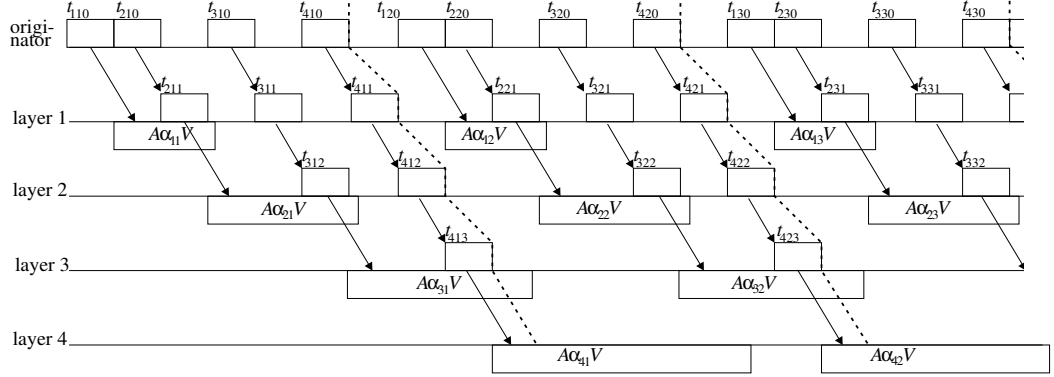 t110 t210 t310 t410 t120 t220 t320 t420 t130 t230 t330 t430
origi-
nator
t211 t311 t411 t221 t321 t421 t231 t331
layer 1
Aα11V Aα12V Aα13V
t312 t412 t322 t422 t332
layer 2
Aα21V Aα22V Aα23V
t413 t423
layer 3
Aα31V Aα32V
layer 4
Aα41V Aα42V